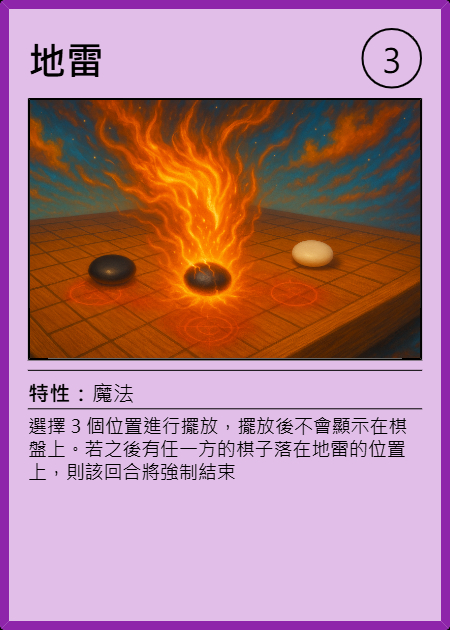 地雷
3
特性：魔法
選擇 3 個位置進行擺放，擺放後不會顯示在棋
盤上。若之後有任一方的棋子落在地雷的位置
上，則該回合將強制結束